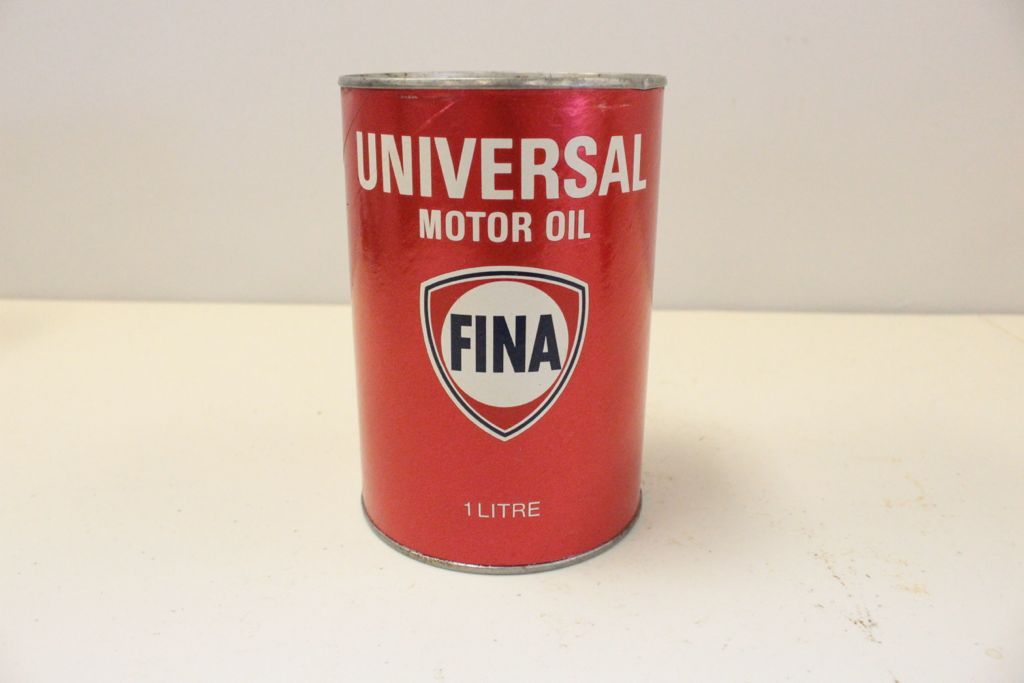 UNIVERSAL
MOTOR OIL
FINA
1 LITRE